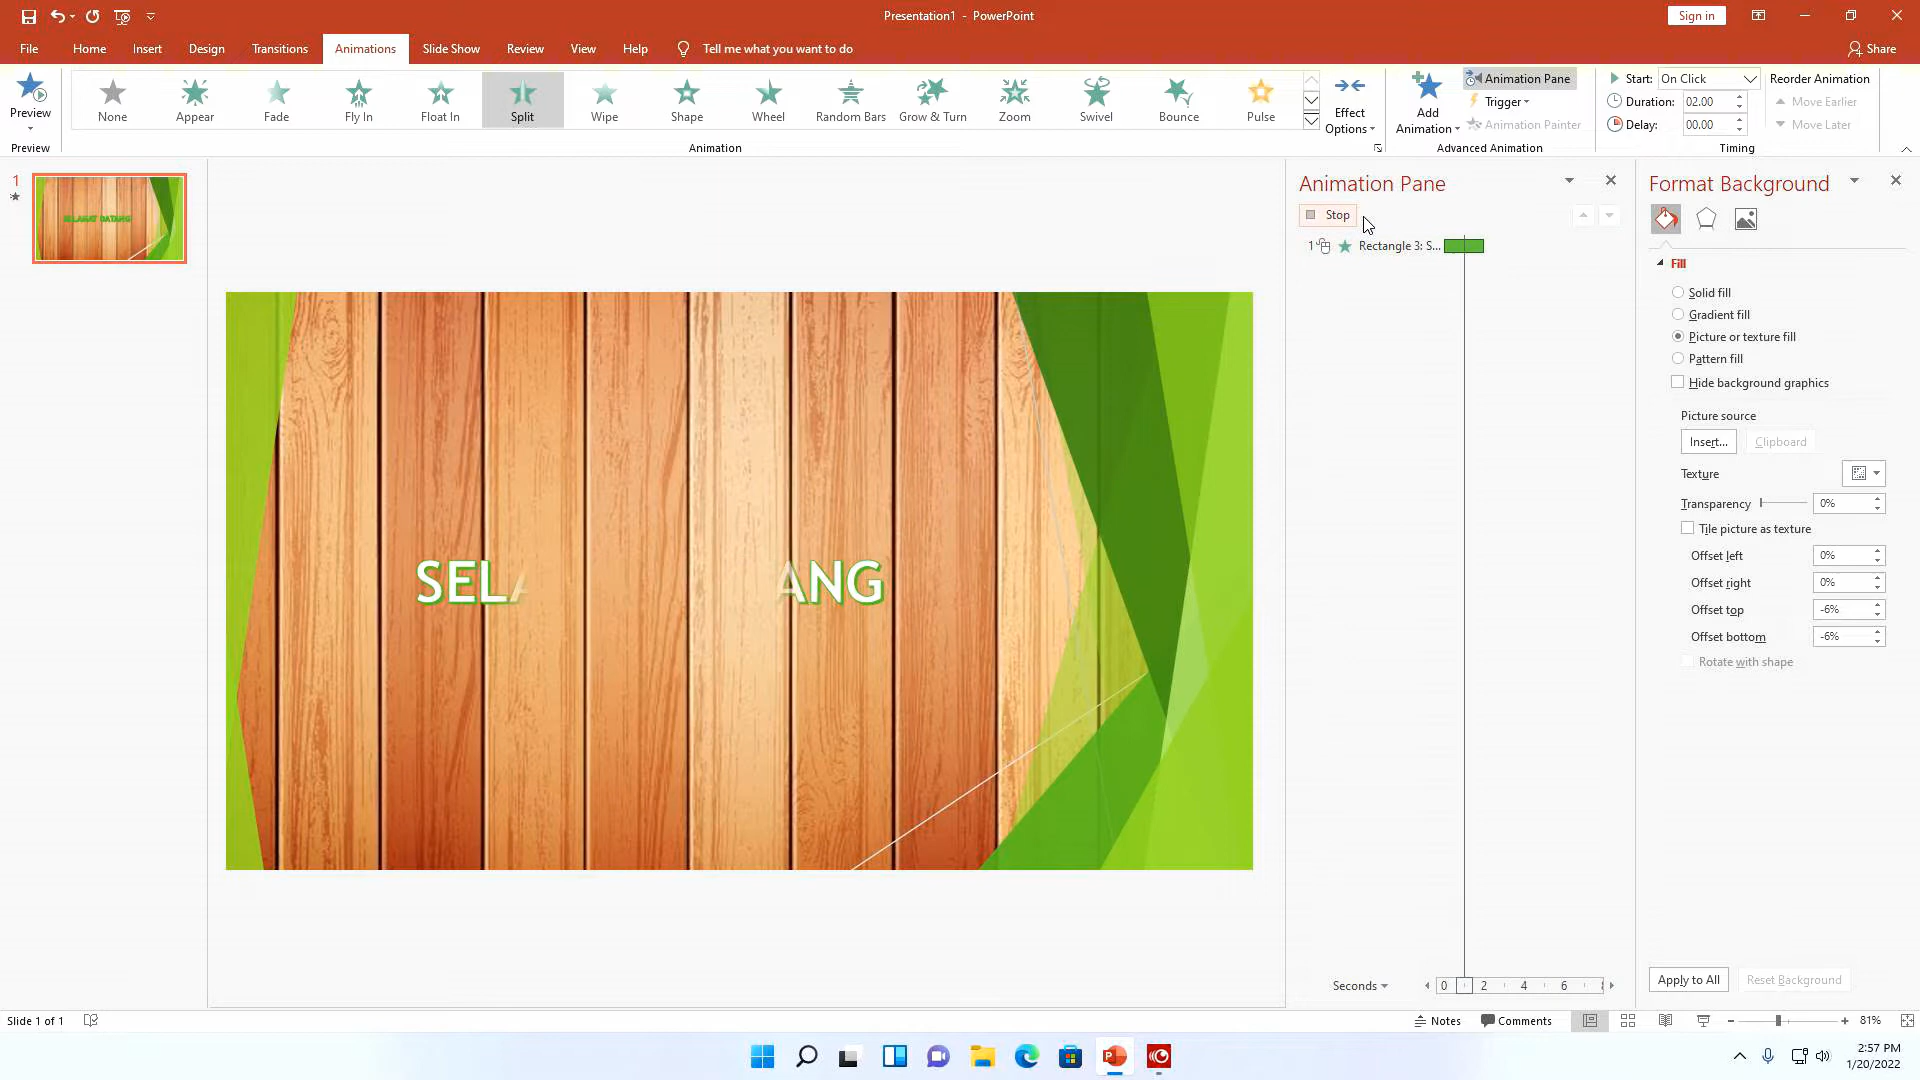 Presentation1 - PowerPoint
Sign in
File Home Insert Design Transitions Animations Slide Show Review View Help Tell me what you want to do
Share
Preview
Preview
None Appear Fade Fly In Float In Split Wipe Shape Wheel Random Bars Grow & Turn Zoom Swivel Bounce Pulse
Animation
Effect Options
Add Animation
Animation Pane
Trigger
Animation Painter
Advanced Animation
Start: On Click
Duration: 02.00
Delay: 00.00
Timing
Reorder Animation
Move Earlier
Move Later
1
SELAMAT DATANG
SELA ANG
Animation Pane
Stop
1 Rectangle 3: S...
Seconds
0 2 4 6
Format Background
Fill
Solid fill
Gradient fill
Picture or texture fill
Pattern fill
Hide background graphics
Picture source
Insert... Clipboard
Texture
Transparency 0%
Tile picture as texture
Offset left 0%
Offset right 0%
Offset top -6%
Offset bottom -6%
Rotate with shape
Apply to All Reset Background
Slide 1 of 1
Notes Comments
81%
2:57 PM
1/20/2022